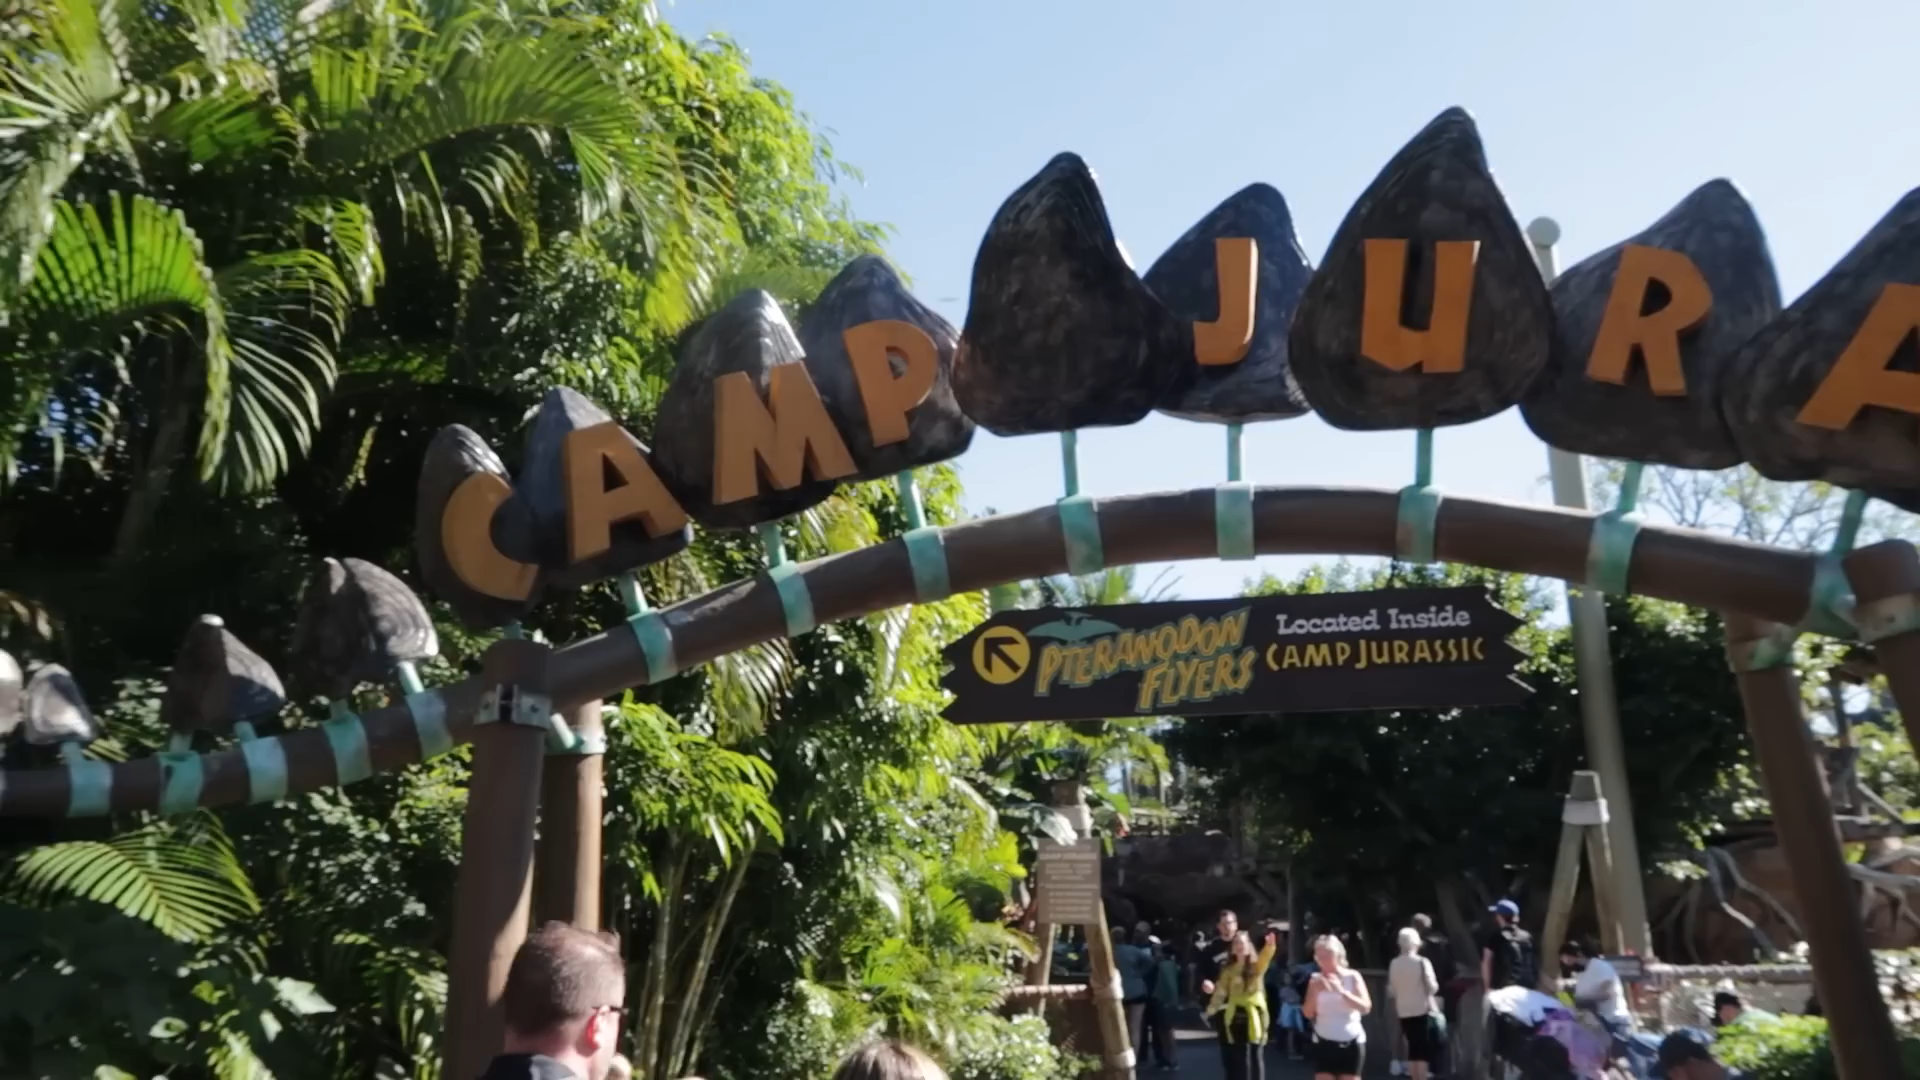 CAMP JURA
PTERANODON
FLYERS
Located Inside
CAMP JURASSIC